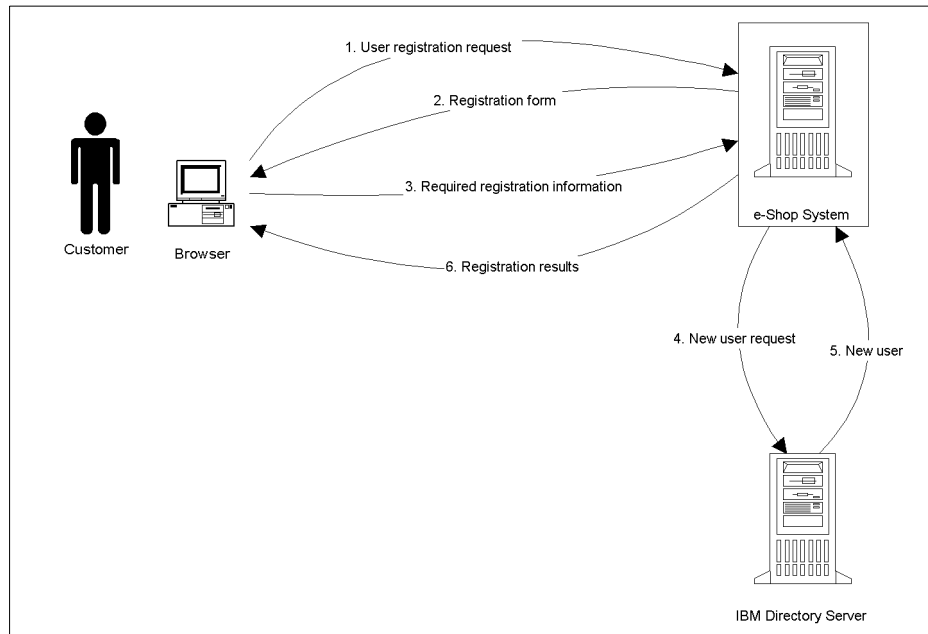 1. User registration request
2. Registration form
3. Required registration information
e-Shop System
Customer
Browser
6. Registration results
4. New user request
5. New user
IBM Directory Server